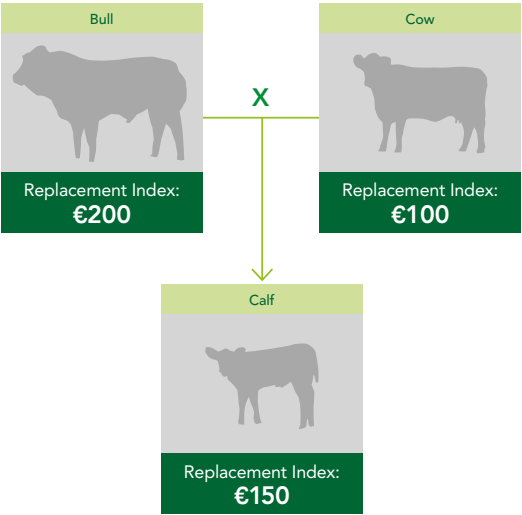 Bull
Cow
X
Replacement Index:
€200
Replacement Index:
€100
Calf
Replacement Index:
€150